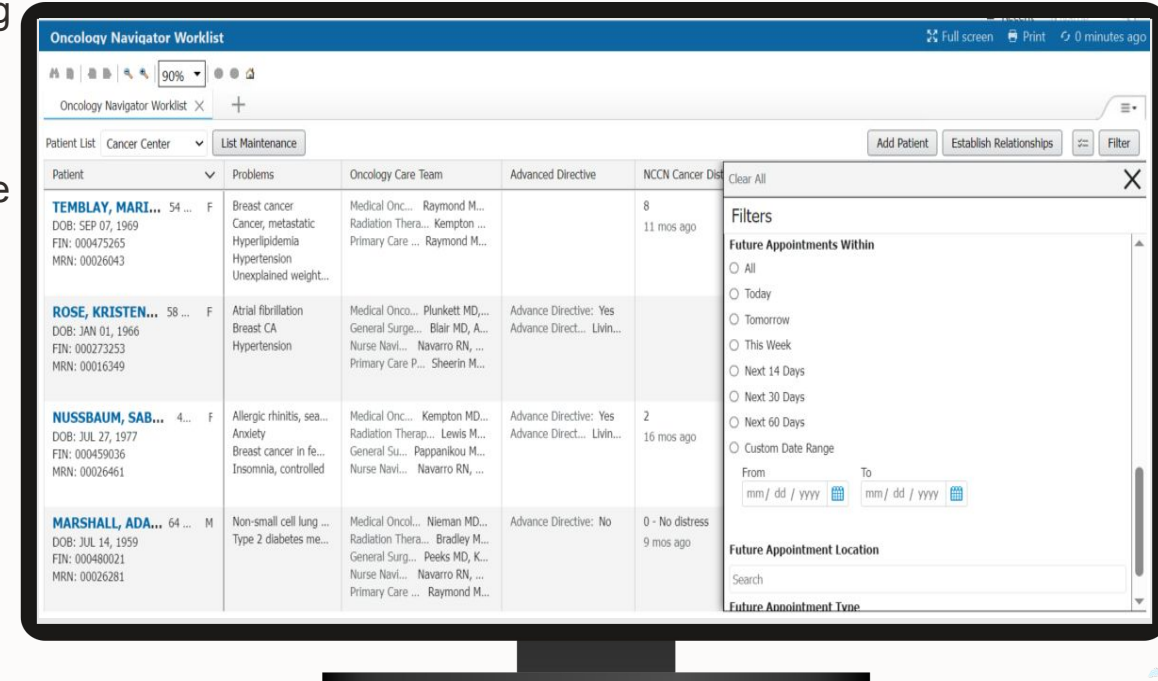 g
e
Oncology Navigator Worklist
Full screen Print 0 minutes ago
90%
Oncology Navigator Worklist
Patient List Cancer Center List Maintenance Add Patient Establish Relationships Filter
Patient Problems Oncology Care Team Advanced Directive NCCN Cancer Dist
TEMBLAY, MARI... 54 ... F
DOB: SEP 07, 1969
FIN: 000475265
MRN: 00026043
Breast cancer
Cancer, metastatic
Hyperlipidemia
Hypertension
Unexplained weight...
Medical Onc... Raymond M...
Radiation Thera... Kempton ...
Primary Care ... Raymond M...
8
11 mos ago
ROSE, KRISTEN... 58 ... F
DOB: JAN 01, 1966
FIN: 000273253
MRN: 00016349
Atrial fibrillation
Breast CA
Hypertension
Medical Onco... Plunkett MD,...
General Surge... Blair MD, A...
Nurse Navi... Navarro RN, ...
Primary Care P... Sheerin M...
Advance Directive: Yes
Advance Direct... Livin...
NUSSBAUM, SAB... 4... F
DOB: JUL 27, 1977
FIN: 000459036
MRN: 00026461
Allergic rhinitis, sea...
Anxiety
Breast cancer in fe...
Insomnia, controlled
Medical Onc... Kempton MD...
Radiation Therap... Lewis M...
General Su... Pappanikou M...
Nurse Navi... Navarro RN, ...
Advance Directive: Yes
Advance Direct... Livin...
2
16 mos ago
MARSHALL, ADA... 64 ... M
DOB: JUL 14, 1959
FIN: 000480021
MRN: 00026281
Non-small cell lung ...
Type 2 diabetes me...
Medical Oncol... Nieman MD...
Radiation Thera... Bradley M...
General Surg... Peeks MD, K...
Nurse Navi... Navarro RN, ...
Primary Care ... Raymond M...
Advance Directive: No
0 - No distress
9 mos ago
Clear All
Filters
Future Appointments Within
All
Today
Tomorrow
This Week
Next 14 Days
Next 30 Days
Next 60 Days
Custom Date Range
From To
mm/ dd / yyyy mm/ dd / yyyy
Future Appointment Location
Search
Future Appointment Type